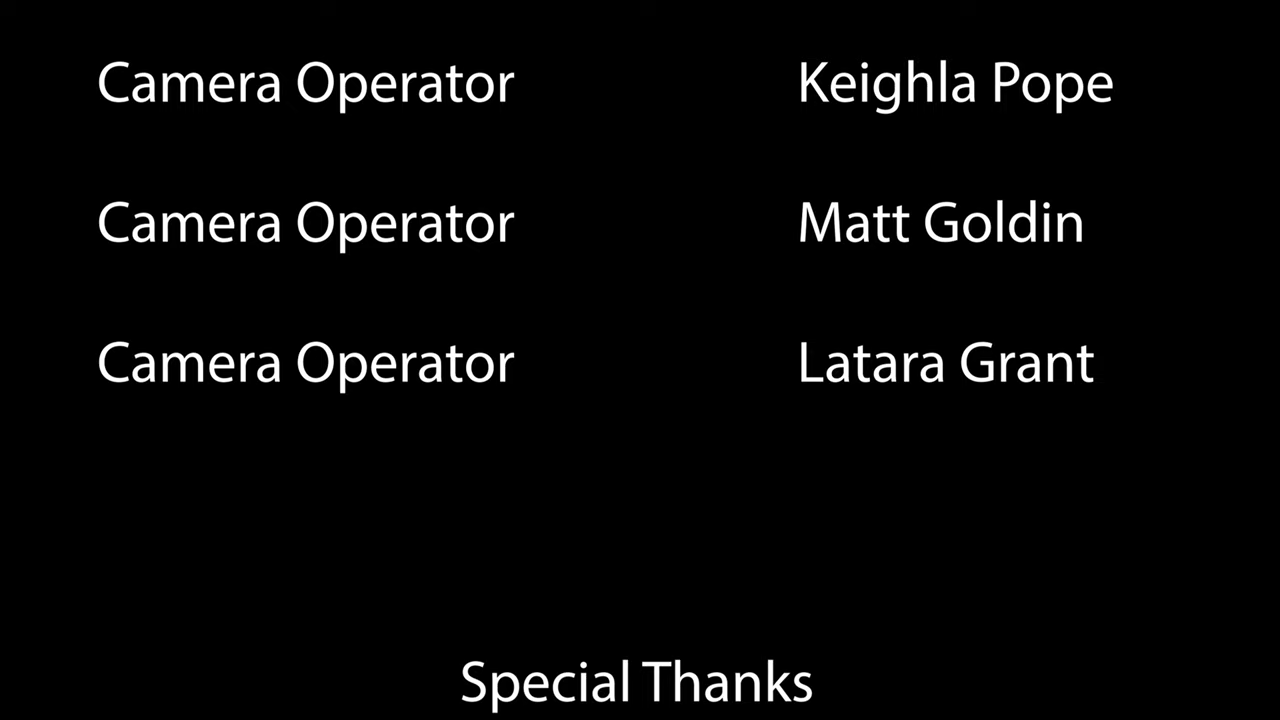 Camera Operator Keighla Pope
Camera Operator Matt Goldin
Camera Operator Latara Grant
Special Thanks